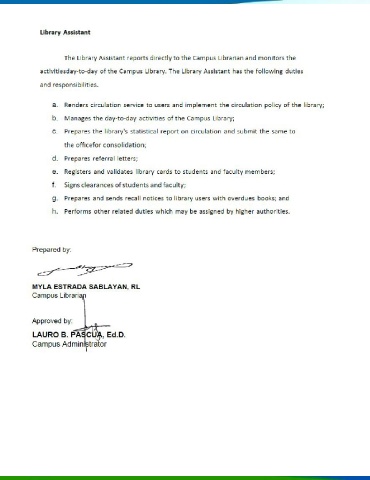 Library Assistant
The Library Assistant reports directly to the Campus Librarian and monitors the
activitiesday-to-day of the Campus Library. The Library Assistant has the following duties
and responsibilities.
a. Renders circulation service to users and implement the circulation policy of the library;
b. Manages the day-to-day activities of the Campus Library;
c. Prepares the library's statistical report on circulation and submit the same to
the officefor consolidation;
d. Prepares referral letters;
e. Registers and validates library cards to students and faculty members;
f. Signs clearances of students and faculty;
g. Prepares and sends recall notices to library users with overdues books; and
h. Performs other related duties which may be assigned by higher authorities.
Prepared by:
MYLA ESTRADA SABLAYAN, RL
Campus Librarian
Approved by:
LAURO B. PASCUA, Ed.D.
Campus Administrator